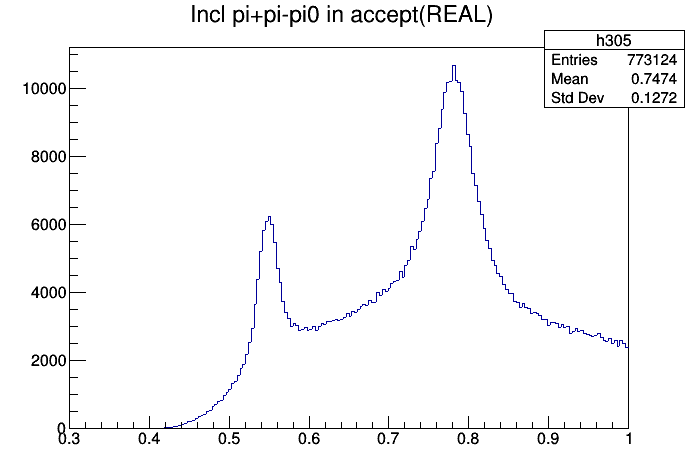 Incl pi+pi-pi0 in accept(REAL)
h305
Entries 773124
Mean 0.7474
Std Dev 0.1272
10000
8000
6000
4000
2000
0
0.3 0.4 0.5 0.6 0.7 0.8 0.9 1